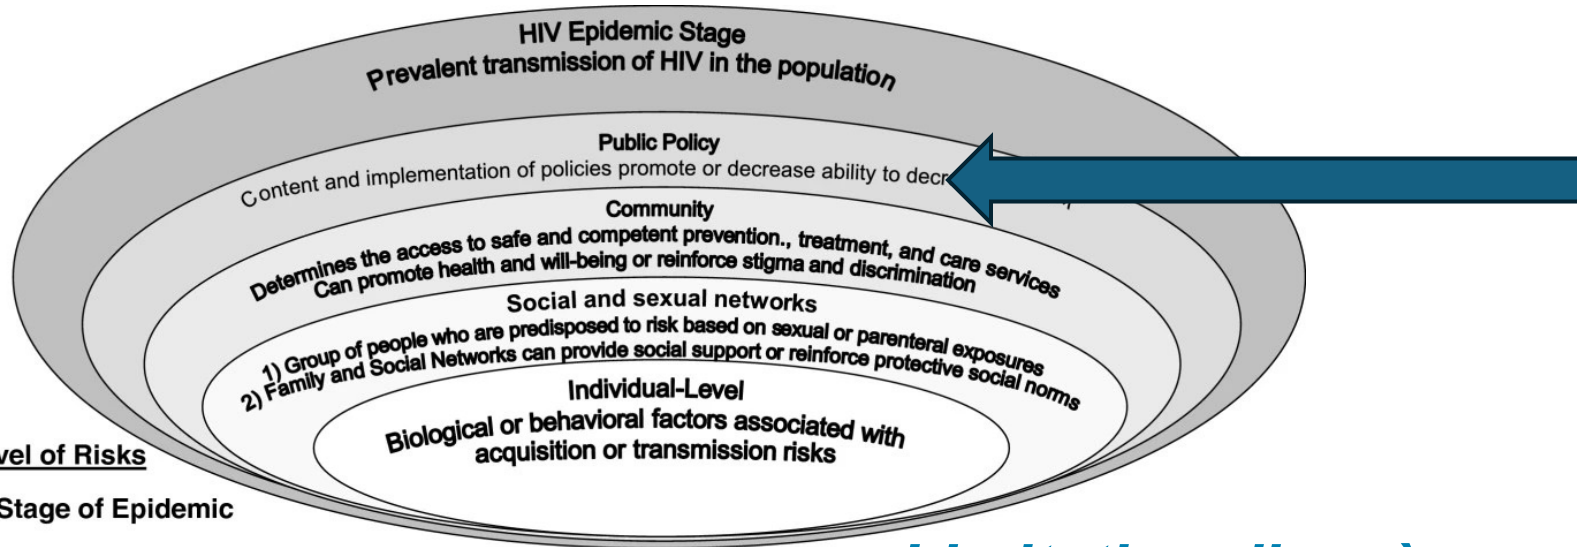 HIV Epidemic Stage
Prevalent transmission of HIV in the population
Public Policy
Content and implementation of policies promote or decrease ability to decr
Community
Determines the access to safe and competent prevention., treatment, and care services
Can promote health and will-being or reinforce stigma and discrimination
Social and sexual networks
1) Group of people who are predisposed to risk based on sexual or parenteral exposures
2) Family and Social Networks can provide social support or reinforce protective social norms
Individual-Level
Biological or behavioral factors associated with
acquisition or transmission risks
vel of Risks
Stage of Epidemic